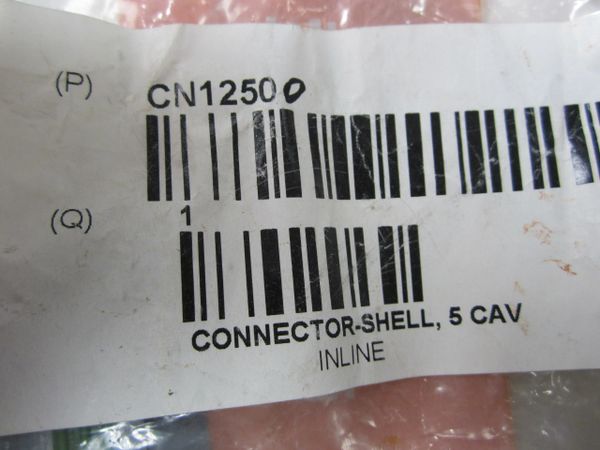 (P) CN12500
(Q) 1
CONNECTOR-SHELL, 5 CAV
INLINE